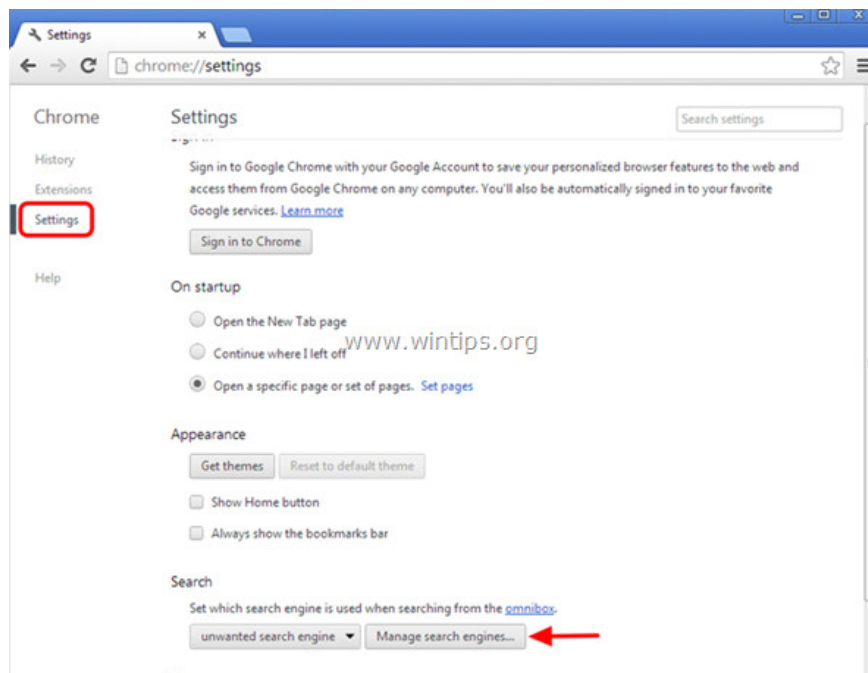 Settings
chrome://settings
Chrome
Settings
Search settings
History
Extensions
Settings
Help
Sign in
Sign in to Google Chrome with your Google Account to save your personalized browser features to the web and
access them from Google Chrome on any computer. You'll also be automatically signed in to your favorite
Google services. Learn more
Sign in to Chrome
On startup
Open the New Tab page
Continue where I left off
www.wintips.org
Open a specific page or set of pages. Set pages
Appearance
Get themes Reset to default theme
Show Home button
Always show the bookmarks bar
Search
Set which search engine is used when searching from the omnibox.
unwanted search engine Manage search engines...